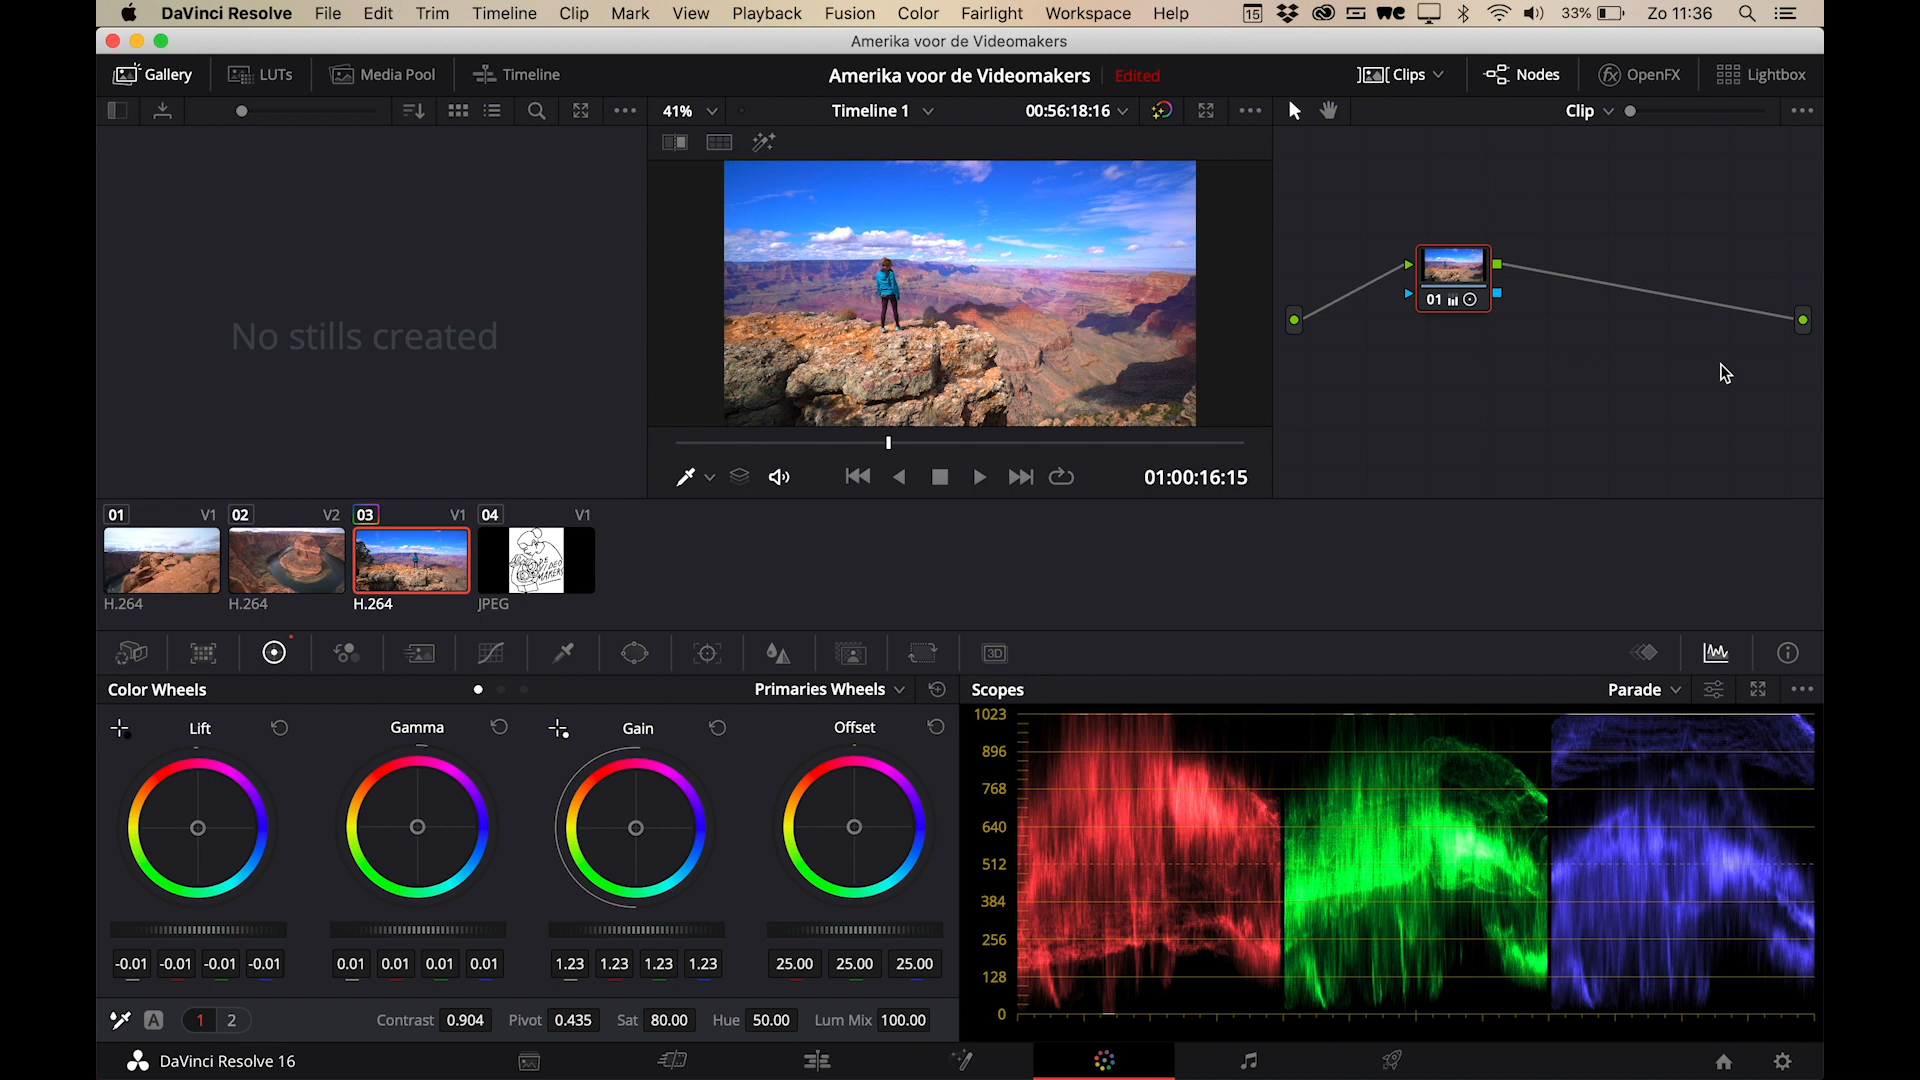 DaVinci Resolve File Edit Trim Timeline Clip Mark View Playback Fusion Color Fairlight Workspace Help 15 33% Zo 11:36
Amerika voor de Videomakers
Gallery LUTs Media Pool Timeline Amerika voor de Videomakers Edited Clips Nodes OpenFX Lightbox
41% Timeline 1 00:56:18:16 Clip
No stills created
01
01:00:16:15
01 V1 02 V2 03 V1 04 V1
DE VIDEO MAKERS
H.264 H.264 H.264 JPEG
3D
Color Wheels Primaries Wheels Scopes Parade
Lift Gamma Gain Offset
1023
896
768
640
512
384
256
128
0
-0.01 -0.01 -0.01 -0.01 0.01 0.01 0.01 0.01 1.23 1.23 1.23 1.23 25.00 25.00 25.00
A 1 2 Contrast 0.904 Pivot 0.435 Sat 80.00 Hue 50.00 Lum Mix 100.00
DaVinci Resolve 16